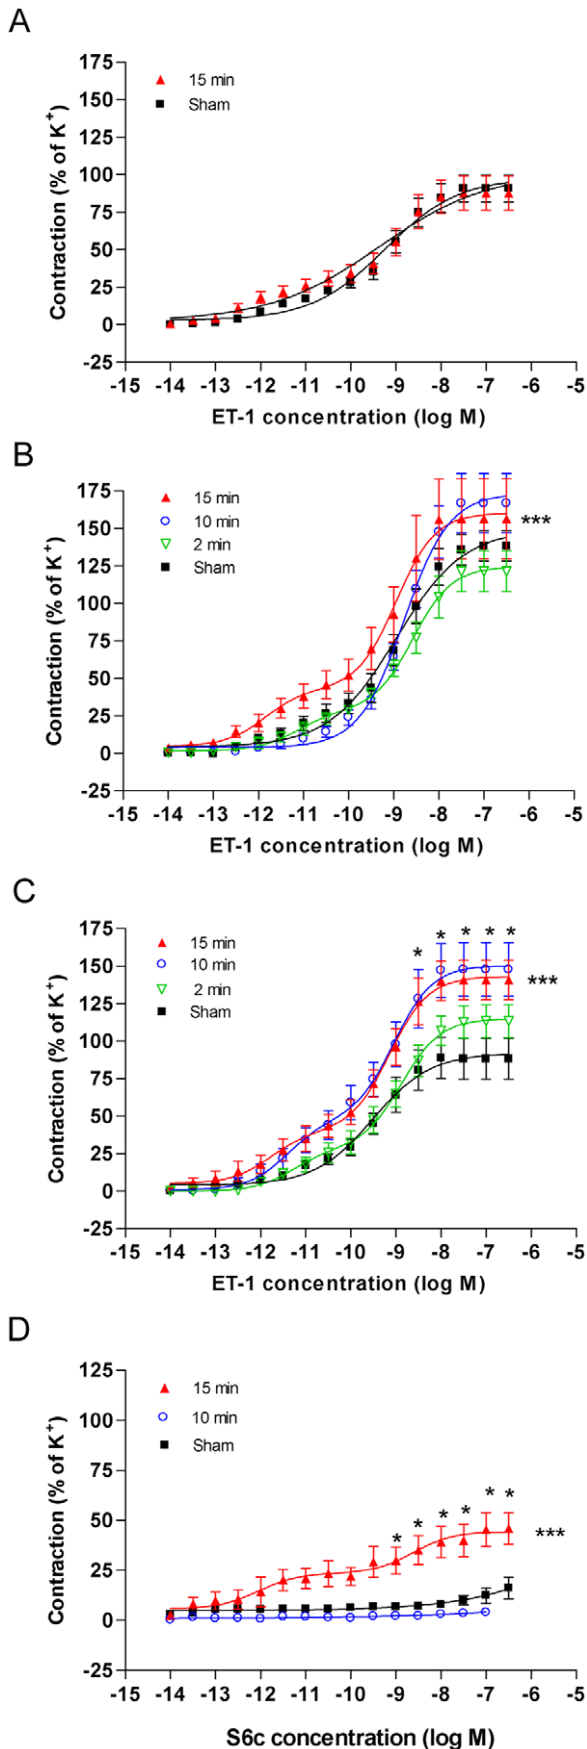 A
175
150
125
100
75
50
25
0
-25
Contraction (% of K⁺)
15 min
Sham
-15 -14 -13 -12 -11 -10 -9 -8 -7 -6 -5
ET-1 concentration (log M)
B
175
150
125
100
75
50
25
0
-25
Contraction (% of K⁺)
15 min
10 min
2 min
Sham
***
-15 -14 -13 -12 -11 -10 -9 -8 -7 -6 -5
ET-1 concentration (log M)
C
175
150
125
100
75
50
25
0
-25
Contraction (% of K⁺)
15 min
10 min
2 min
Sham
* * * * *
***
-15 -14 -13 -12 -11 -10 -9 -8 -7 -6 -5
ET-1 concentration (log M)
D
125
100
75
50
25
0
-25
Contraction (% of K⁺)
15 min
10 min
Sham
* * * * * *
***
-15 -14 -13 -12 -11 -10 -9 -8 -7 -6 -5
S6c concentration (log M)